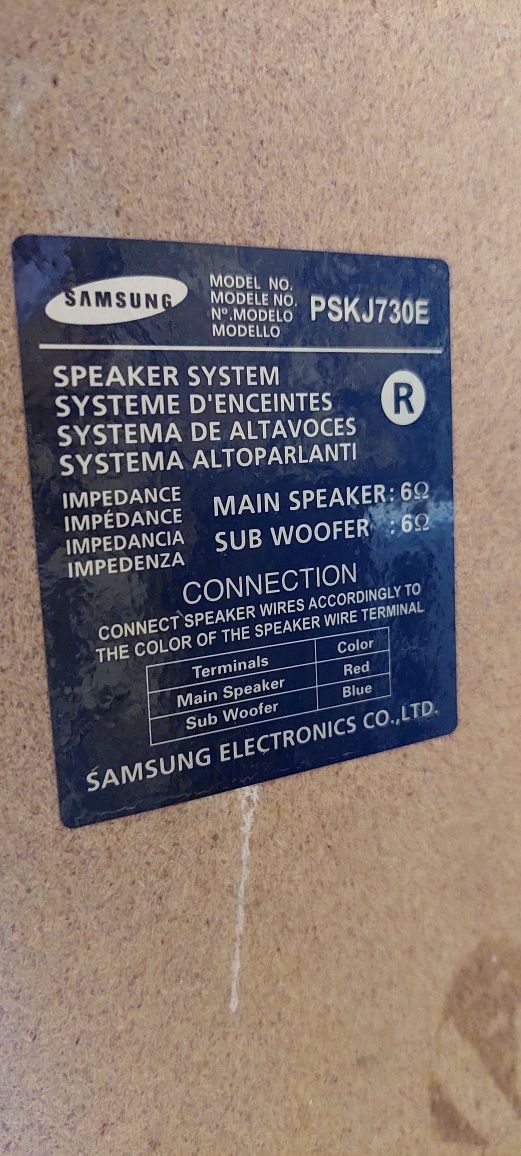 SAMSUNG
MODEL NO.
MODELE NO.
Nº.MODELO
MODELLO
PSKJ730E
SPEAKER SYSTEM
SYSTEME D'ENCEINTES
SYSTEMA DE ALTAVOCES
SYSTEMA ALTOPARLANTI
R
IMPEDANCE
IMPÉDANCE
IMPEDANCIA
IMPEDENZA
MAIN SPEAKER: 6Ω
SUB WOOFER : 6Ω
CONNECTION
CONNECT SPEAKER WIRES ACCORDINGLY TO
THE COLOR OF THE SPEAKER WIRE TERMINAL
Terminals Color
Main Speaker Red
Sub Woofer Blue
SAMSUNG ELECTRONICS CO.,LTD.